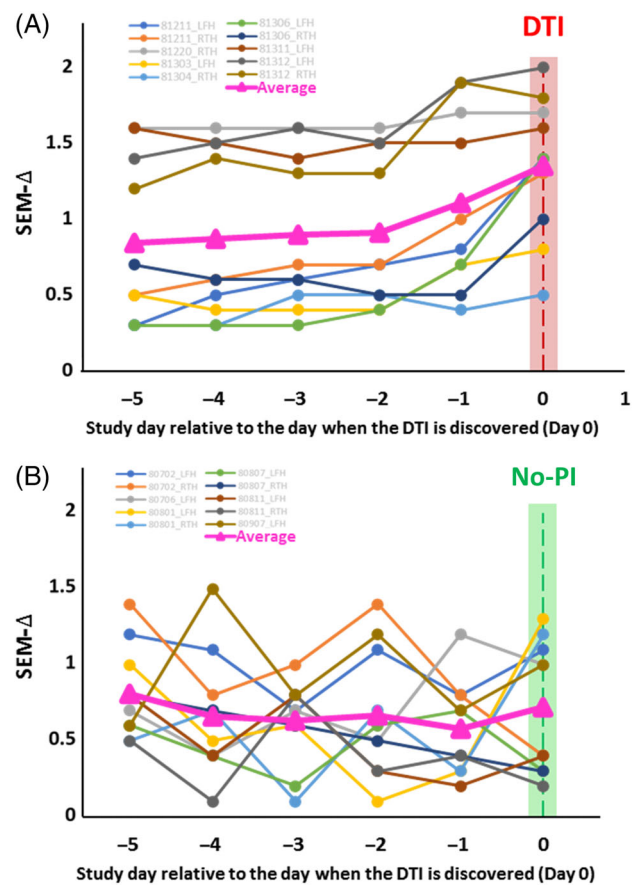 (A)
DTI
81211_LFH
81211_RTH
81220_RTH
81303_LFH
81304_RTH
81306_LFH
81306_RTH
81311_LFH
81312_LFH
81312_RTH
Average
SEM-Δ
2
1.5
1
0.5
0
–5 –4 –3 –2 –1 0 1
Study day relative to the day when the DTI is discovered (Day 0)
(B)
No-PI
80702_LFH
80702_RTH
80706_LFH
80801_LFH
80801_RTH
80807_LFH
80807_RTH
80811_LFH
80811_RTH
80907_LFH
Average
SEM-Δ
2
1.5
1
0.5
0
–5 –4 –3 –2 –1 0
Study day relative to the day when the DTI is discovered (Day 0)